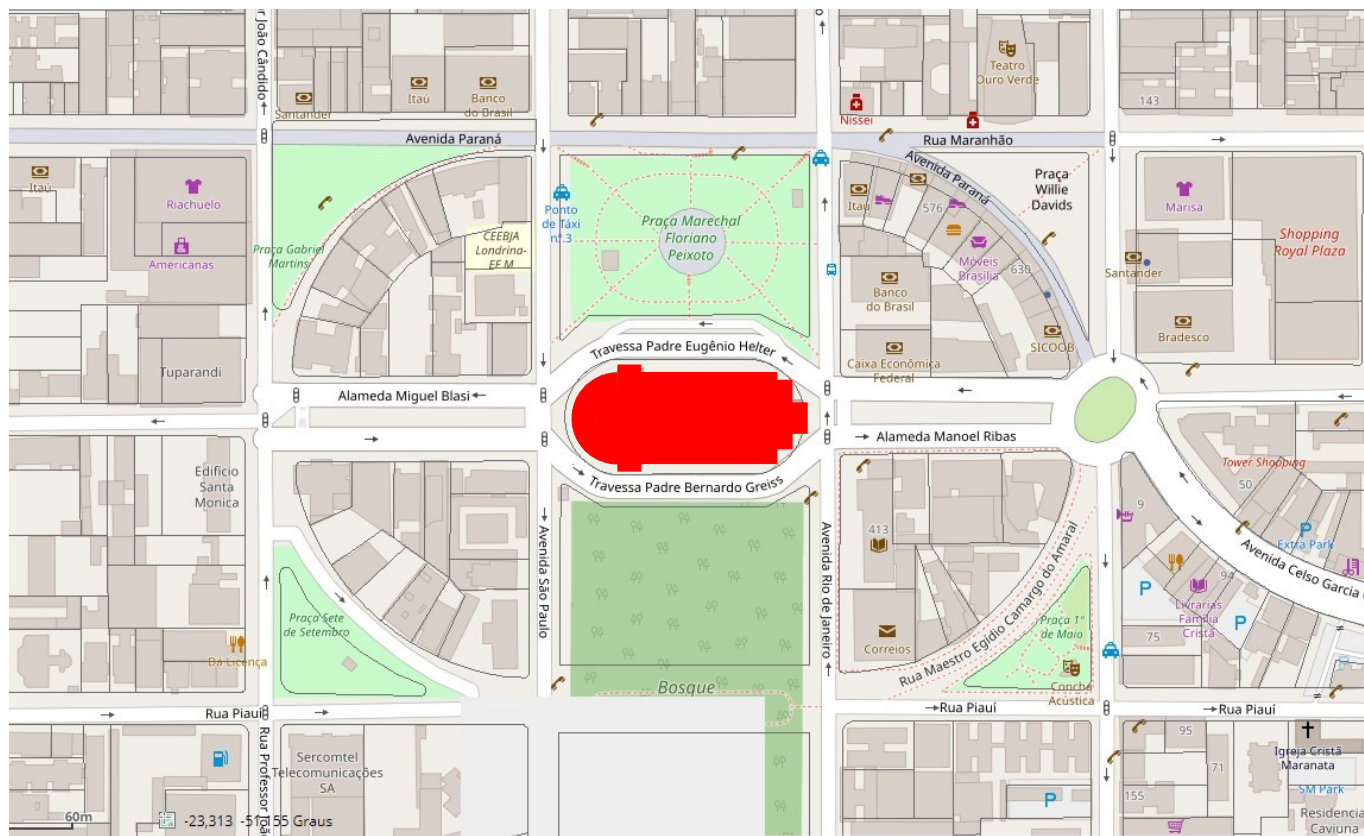 Teatro
Ouro Verde
Itaú
Banco
do Brasil
Santander
143
Nissei
Avenida Paraná
Rua Maranhão
Avenida Paraná
Praça
Willie
Davids
Itaú
Riachuelo
Americanas
Praça Gabriel
Martins
CEEBJA
Londrina-
EF M
Ponto
de Táxi
n°.3
Praça Marechal
Floriano
Peixoto
Itaú
576
Móveis
Brasília
630
Marisa
Shopping
Royal Plaza
Santander
Banco
do Brasil
SICOOB
Bradesco
Caixa Econômica
Federal
Tuparandi
Travessa Padre Eugênio Helter
Alameda Miguel Blasi
Alameda Manoel Ribas
Travessa Padre Bernardo Greiss
Edifício
Santa
Monica
Tower Shopping
50
9
413
Extra Park
Avenida Celso Garcia
Avenida São Paulo
Avenida Rio de Janeiro
Rua Maestro Egídio Camargo do Amaral
P
P
P
94
Livrarias
Família
Cristã
75
Praça Sete
de Setembro
Praça 1°
de Maio
Correios
Dá Licença
Concha
Acústica
Bosque
Rua Piauí
Rua Piauí
Rua Piauí
95
71
155
Igreja Cristã
Maranata
SM Park
Residencia
Caviuna
P
Sercomtel
Telecomunicações
SA
João Cândido
Rua Professor João
60m
-23,313 -51,155 Graus